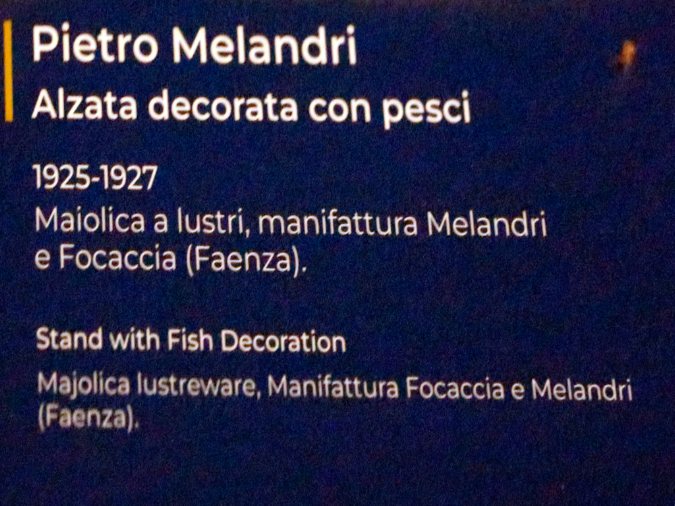 Pietro Melandri
Alzata decorata con pesci
1925-1927
Maiolica a lustri, manifattura Melandri
e Focaccia (Faenza).
Stand with Fish Decoration
Majolica lustreware, Manifattura Focaccia e Melandri
(Faenza).